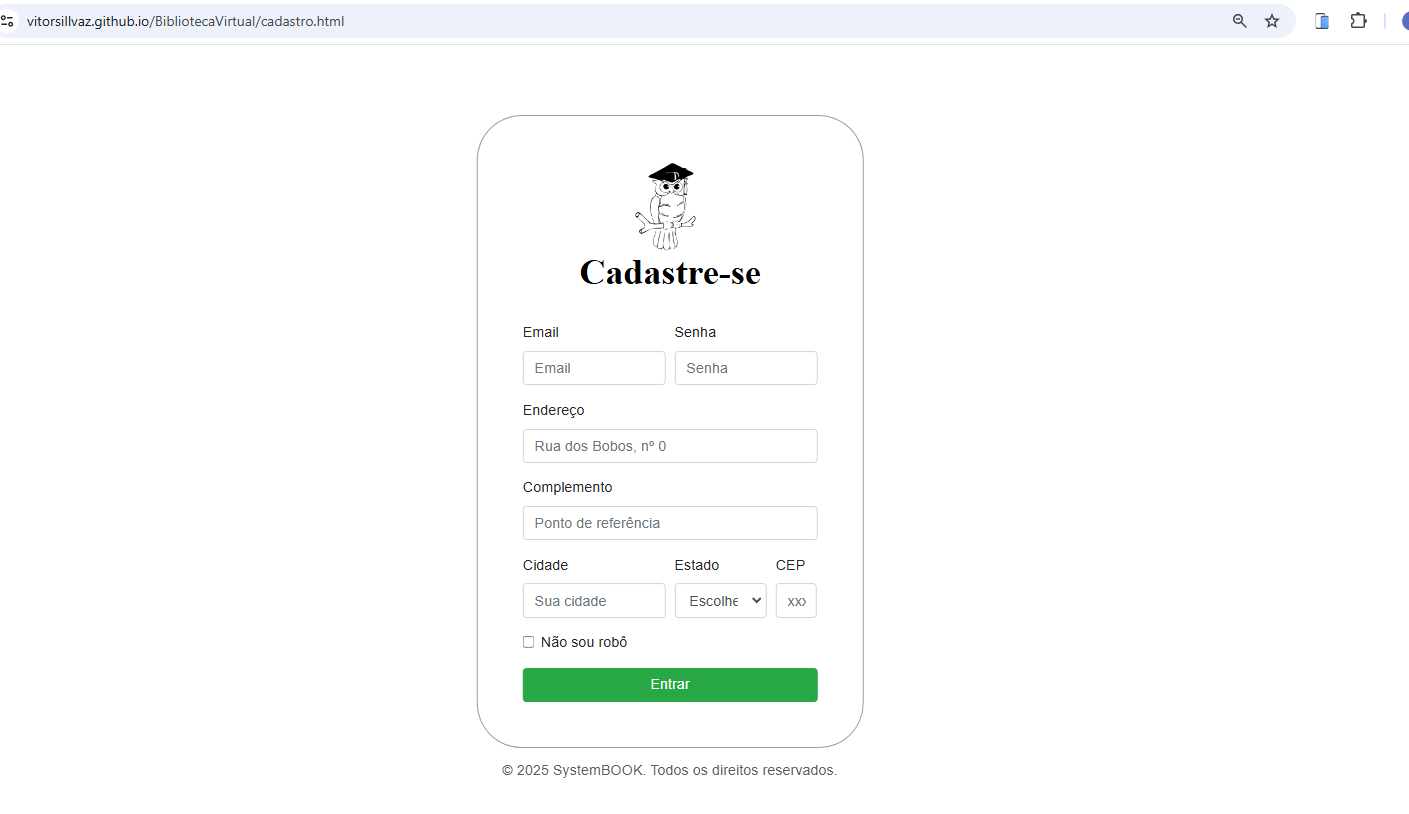 vitorsillvaz.github.io/BibliotecaVirtual/cadastro.html
Cadastre-se
Email Senha
Email Senha
Endereço
Rua dos Bobos, nº 0
Complemento
Ponto de referência
Cidade Estado CEP
Sua cidade Escolhe xxx
Não sou robô
Entrar
© 2025 SystemBOOK. Todos os direitos reservados.